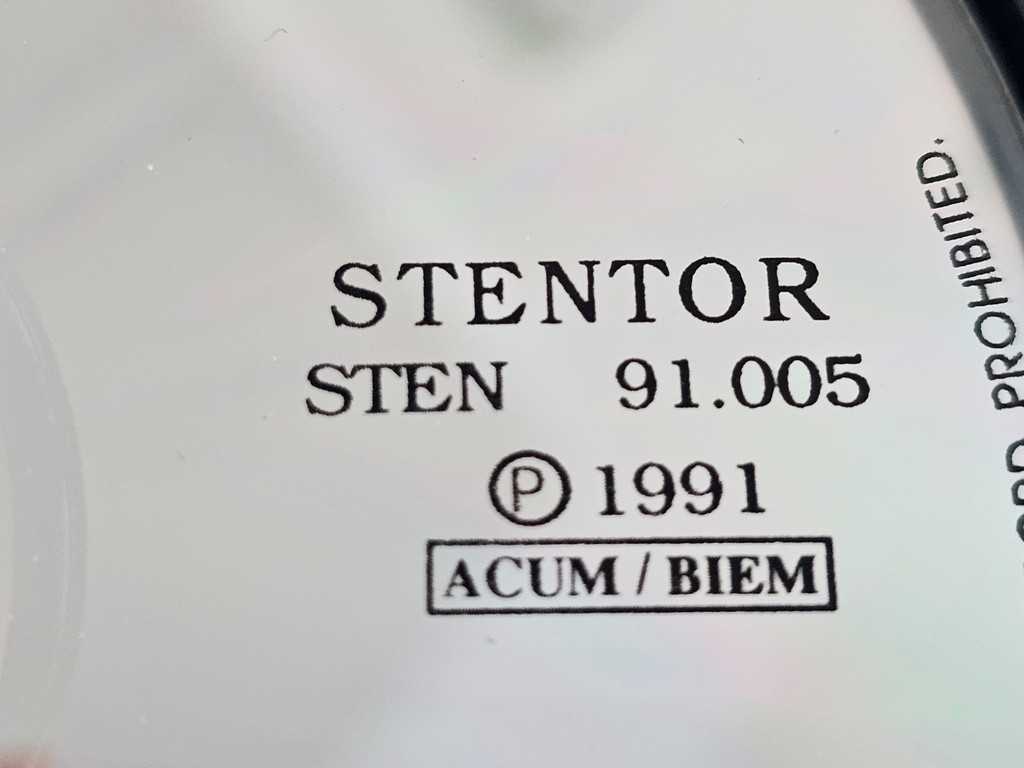 STENTOR
STEN 91.005
Ⓟ 1991
ACUM / BIEM
PROHIBITED.